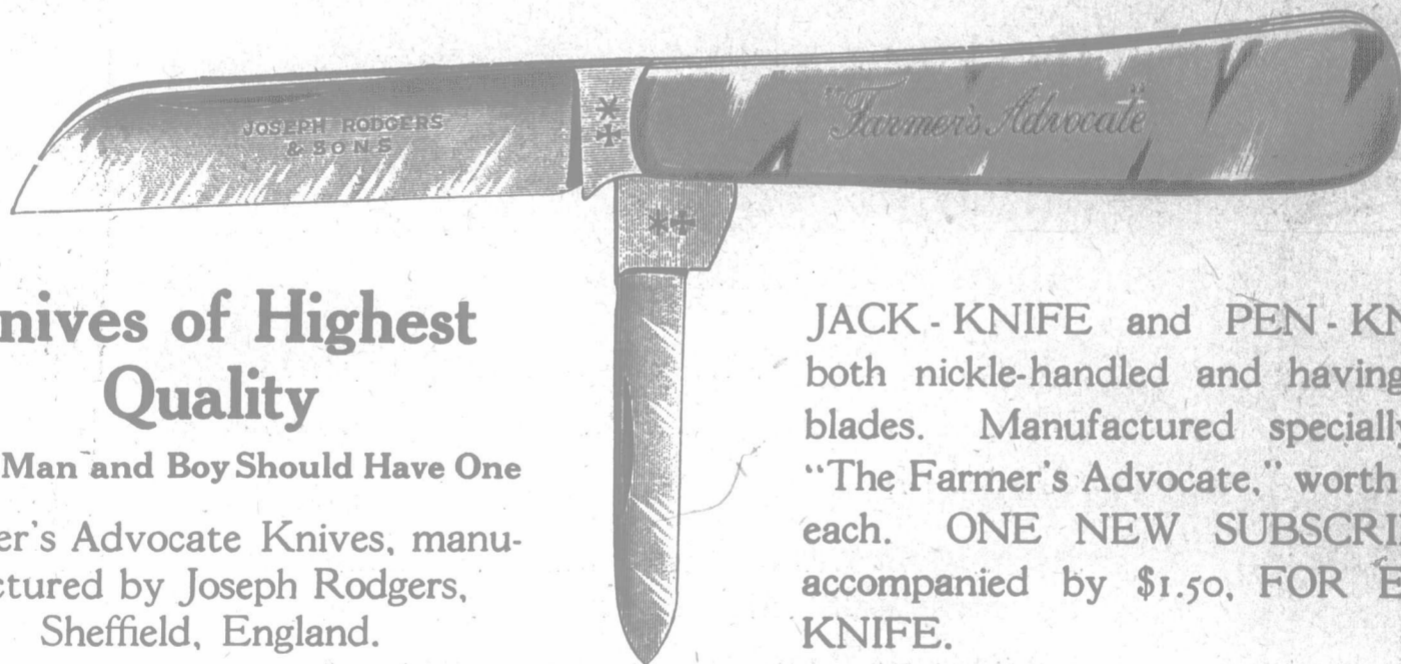 JOSEPH RODGERS
& SONS
"Farmer's Advocate"
nives of Highest
Quality
Man and Boy Should Have One
er's Advocate Knives, manu-
ctured by Joseph Rodgers,
Sheffield, England.
JACK-KNIFE and PEN-KN
both nickle-handled and having
blades. Manufactured specially
"The Farmer's Advocate," worth
each. ONE NEW SUBSCRI
accompanied by $1.50, FOR E
KNIFE.